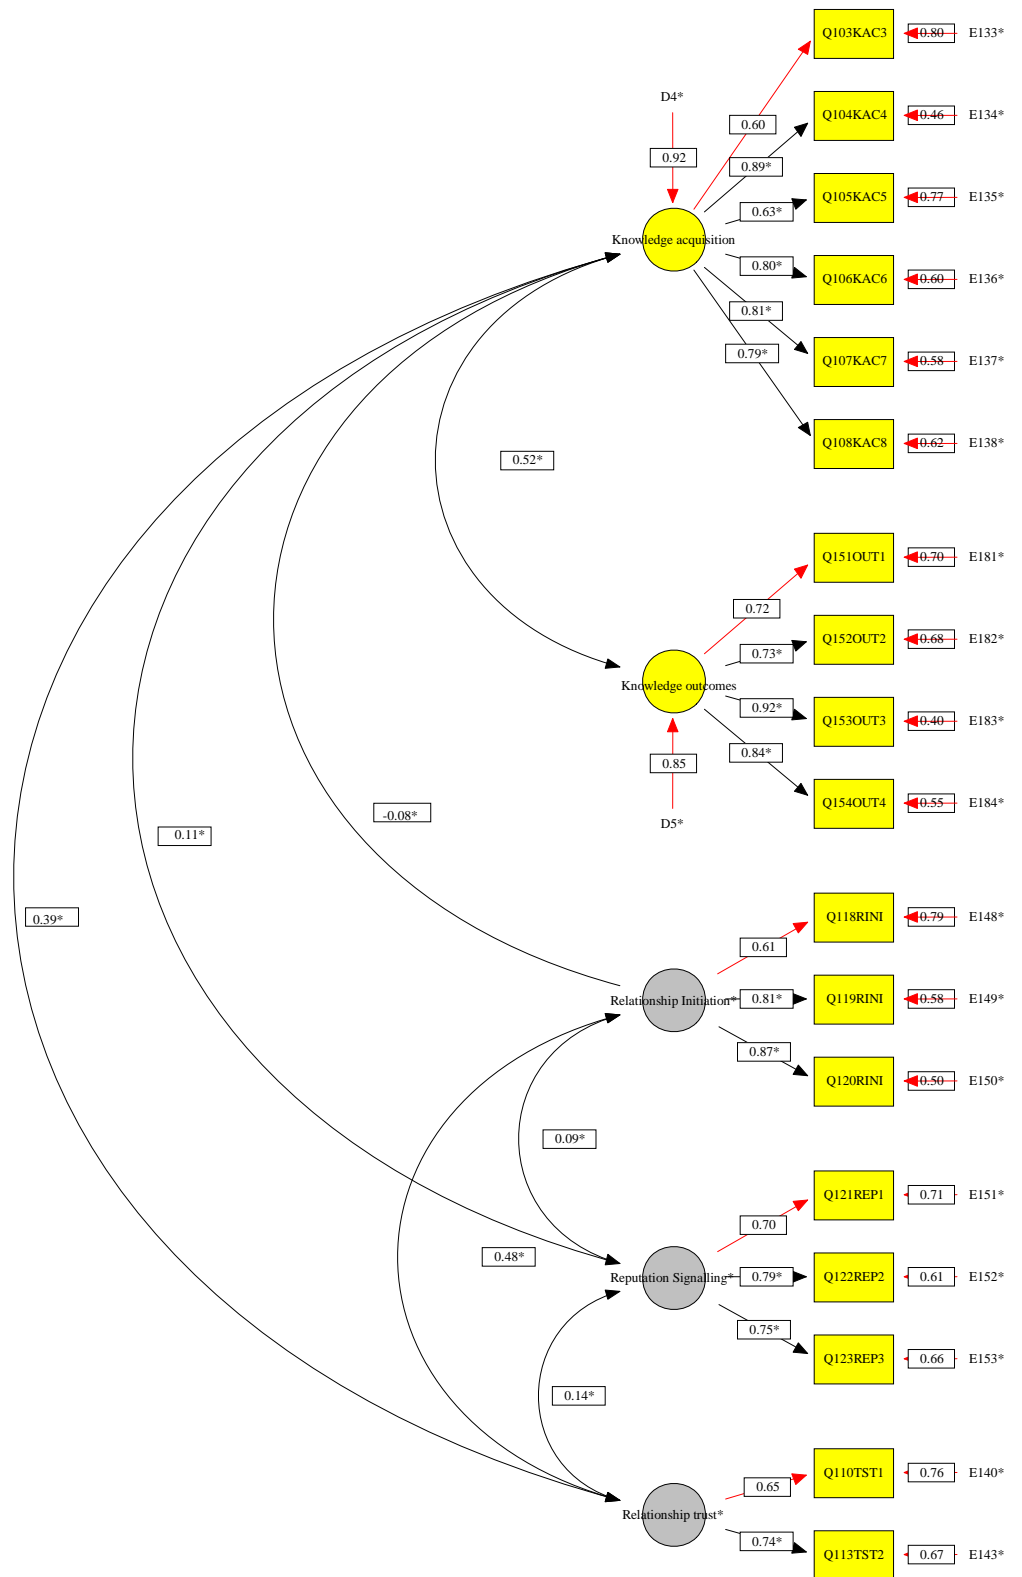 Q103KAC3 0.80 E133*
D4*
0.60
Q104KAC4 0.46 E134*
0.92
0.89*
Q105KAC5 0.77 E135*
0.63*
Knowledge acquisition
0.80*
Q106KAC6 0.60 E136*
0.81*
0.79*
Q107KAC7 0.58 E137*
Q108KAC8 0.62 E138*
0.52*
Q151OUT1 0.70 E181*
0.72
Q152OUT2 0.68 E182*
0.73*
Knowledge outcomes
0.92*
Q153OUT3 0.40 E183*
0.84*
0.85
Q154OUT4 0.55 E184*
D5*
-0.08*
0.11*
0.39*
Q118RINI 0.79 E148*
0.61
Relationship Initiation*
0.81*
Q119RINI 0.58 E149*
0.87*
Q120RINI 0.50 E150*
0.09*
Q121REP1 0.71 E151*
0.70
0.48*
Reputation Signalling*
0.79*
Q122REP2 0.61 E152*
0.75*
Q123REP3 0.66 E153*
0.14*
Q110TST1 0.76 E140*
0.65
Relationship trust*
0.74*
Q113TST2 0.67 E143*